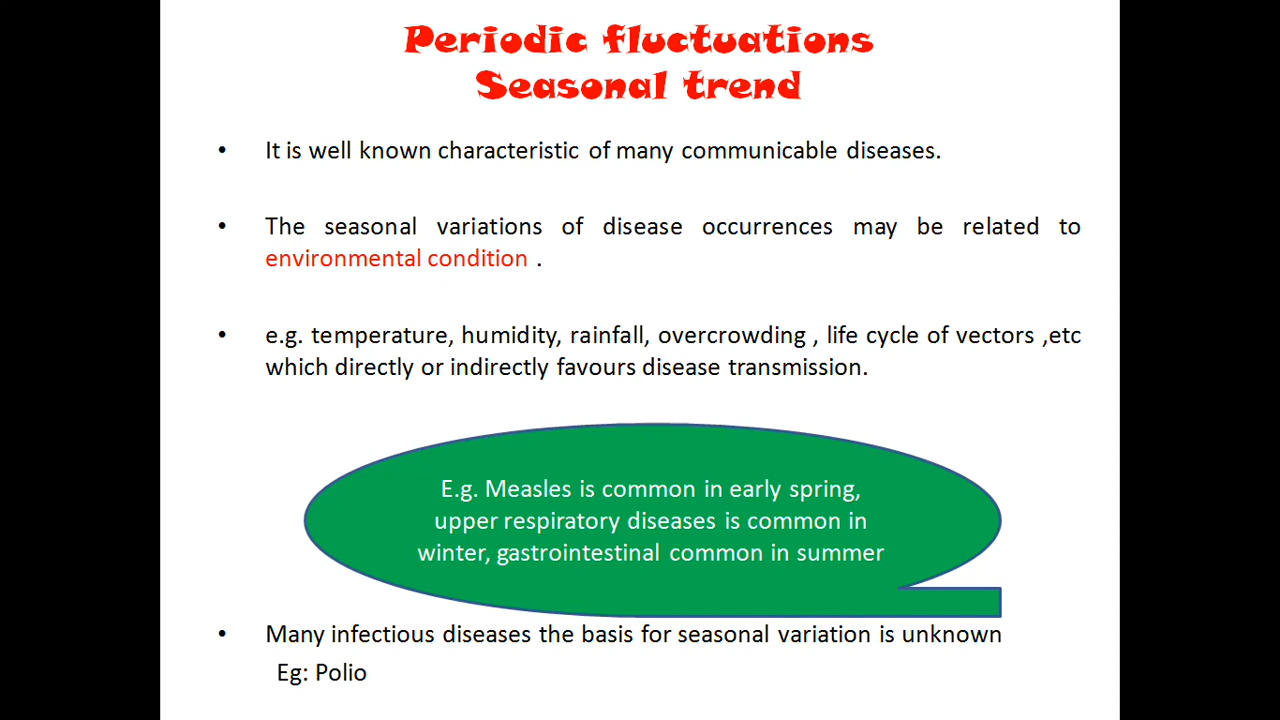 Periodic fluctuations
Seasonal trend
• It is well known characteristic of many communicable diseases.
• The seasonal variations of disease occurrences may be related to
environmental condition .
• e.g. temperature, humidity, rainfall, overcrowding , life cycle of vectors ,etc
which directly or indirectly favours disease transmission.
E.g. Measles is common in early spring,
upper respiratory diseases is common in
winter, gastrointestinal common in summer
• Many infectious diseases the basis for seasonal variation is unknown
Eg: Polio